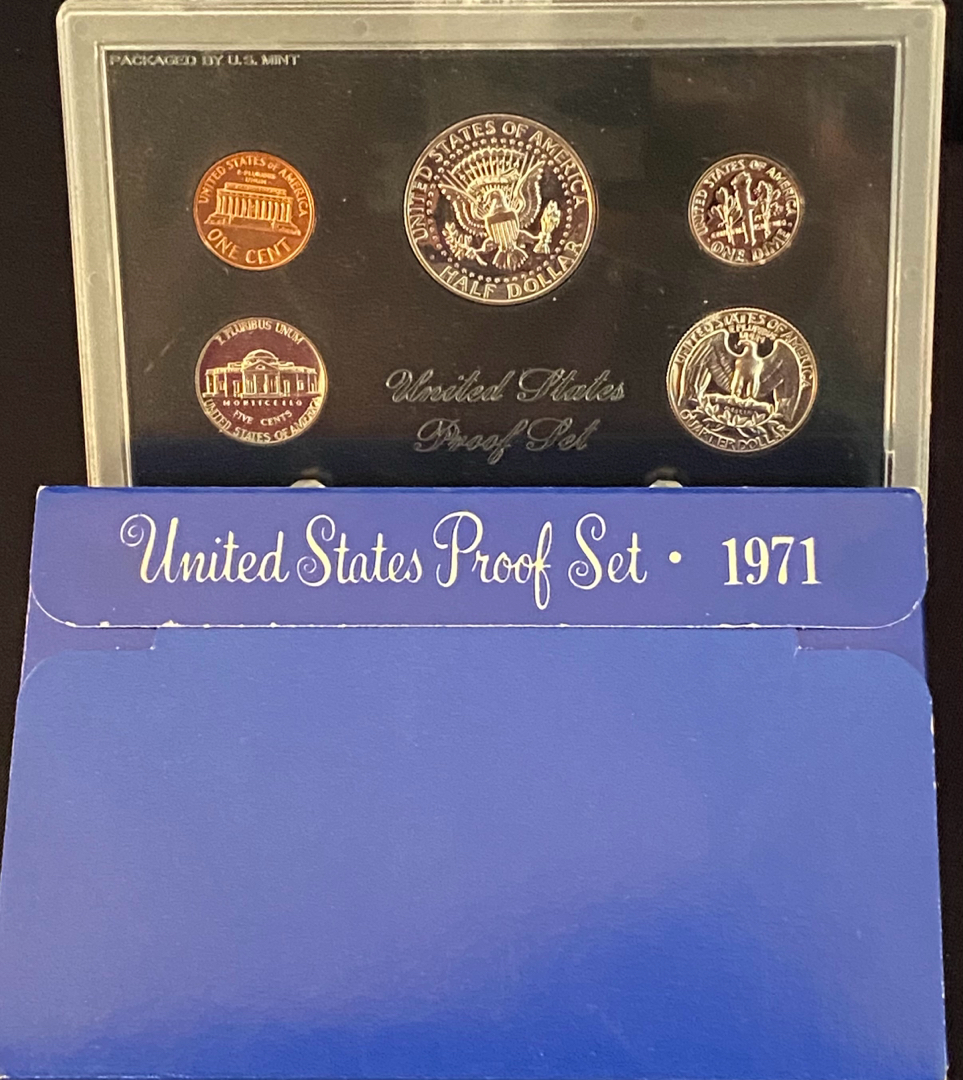 PACKAGED BY U.S. MINT
UNITED STATES OF AMERICA
E·PLURIBUS
UNUM
ONE CENT
UNITED STATES OF AMERICA
HALF DOLLAR
UNITED STATES OF AMERICA
ONE DIME
E PLURIBUS UNUM
MONTICELLO
FIVE CENTS
UNITED STATES OF AMERICA
United States
Proof Set
UNITED STATES OF AMERICA
E PLURIBUS
UNUM
QUARTER DOLLAR
United States Proof Set · 1971